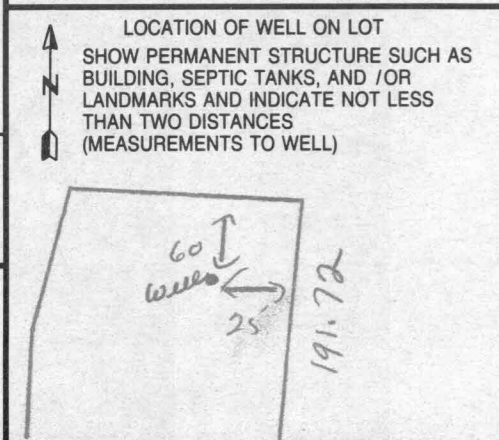 LOCATION OF WELL ON LOT
N
SHOW PERMANENT STRUCTURE SUCH AS
BUILDING, SEPTIC TANKS, AND /OR
LANDMARKS AND INDICATE NOT LESS
THAN TWO DISTANCES
(MEASUREMENTS TO WELL)
60
well
25'
191.72